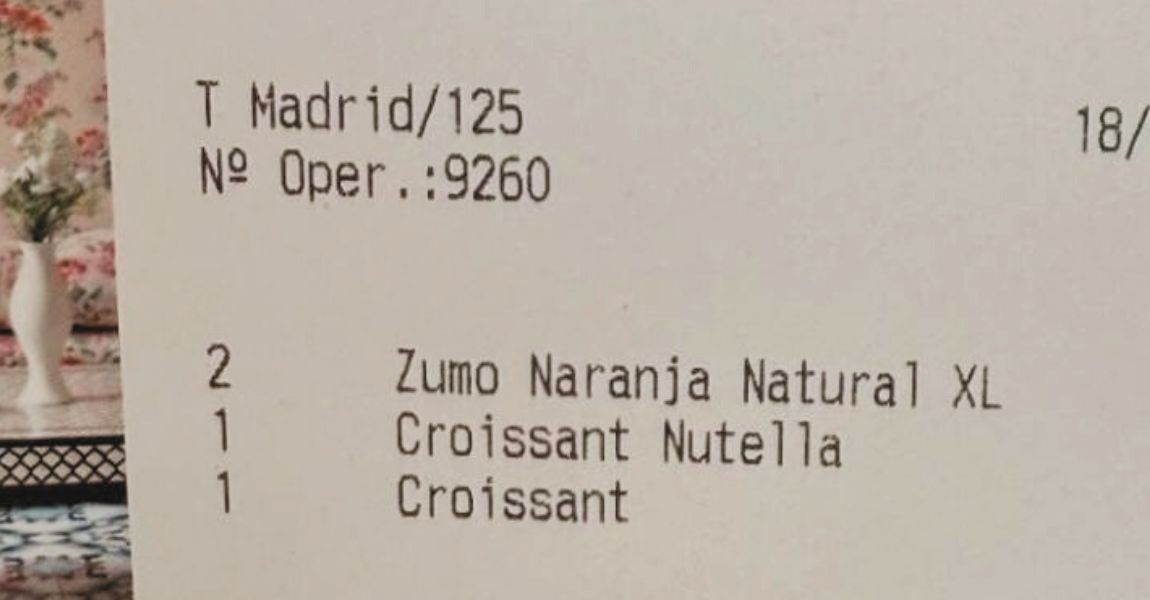 T Madrid/125 18/
Nº Oper.:9260
2 Zumo Naranja Natural XL
1 Croissant Nutella
1 Croissant